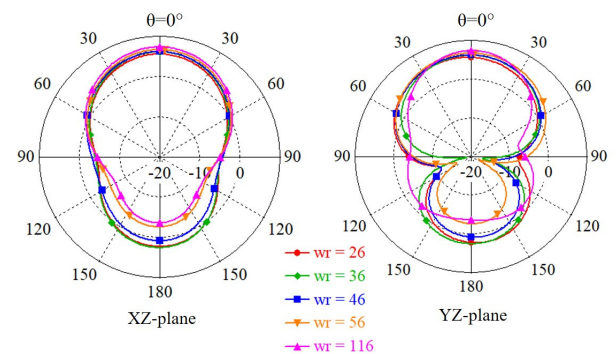 θ=0° θ=0°
30 30 30 30
60 60 60 60
90 -20 -10 0 90 90 -20 -10 0 90
120 120 120 120
150 150 150 150
180 180
wr = 26
wr = 36
wr = 46
wr = 56
wr = 116
XZ-plane YZ-plane